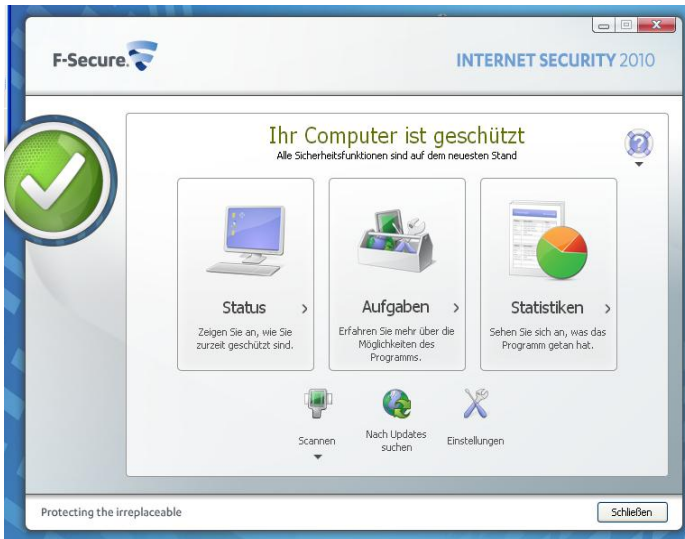 F-Secure.
INTERNET SECURITY 2010
Ihr Computer ist geschützt
Alle Sicherheitsfunktionen sind auf dem neuesten Stand
Status
Zeigen Sie an, wie Sie
zurzeit geschützt sind.
Aufgaben
Erfahren Sie mehr über die
Möglichkeiten des
Programms.
Statistiken
Sehen Sie sich an, was das
Programm getan hat.
Scannen
Nach Updates
suchen
Einstellungen
Protecting the irreplaceable
Schließen